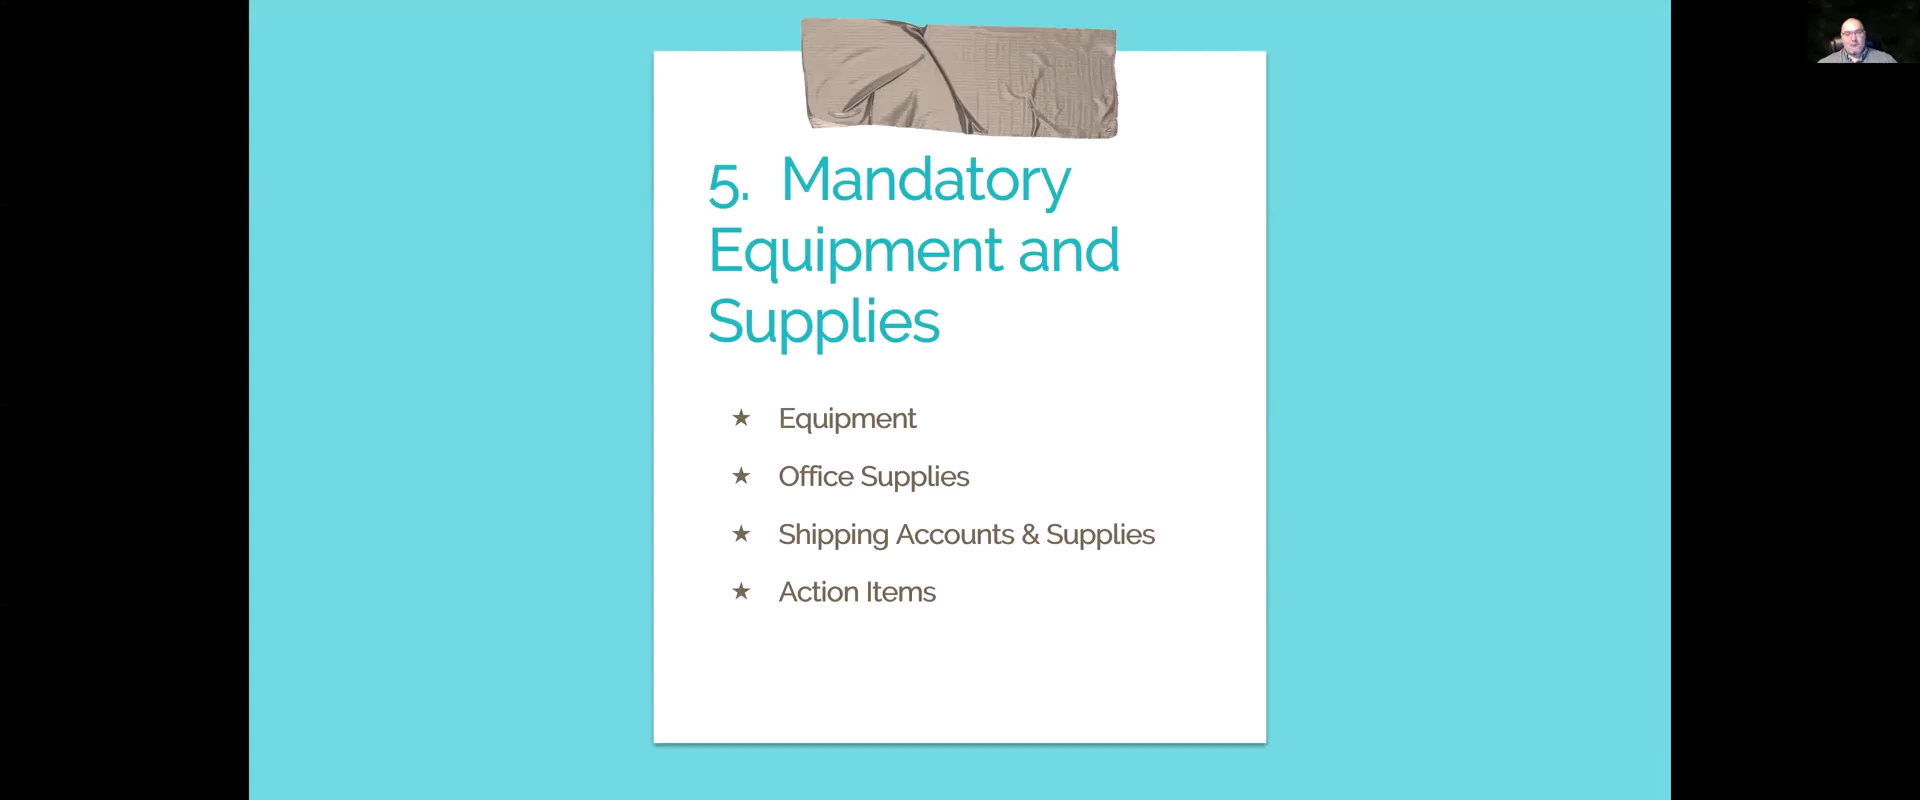 5. Mandatory
Equipment and
Supplies
★ Equipment
★ Office Supplies
★ Shipping Accounts & Supplies
★ Action Items